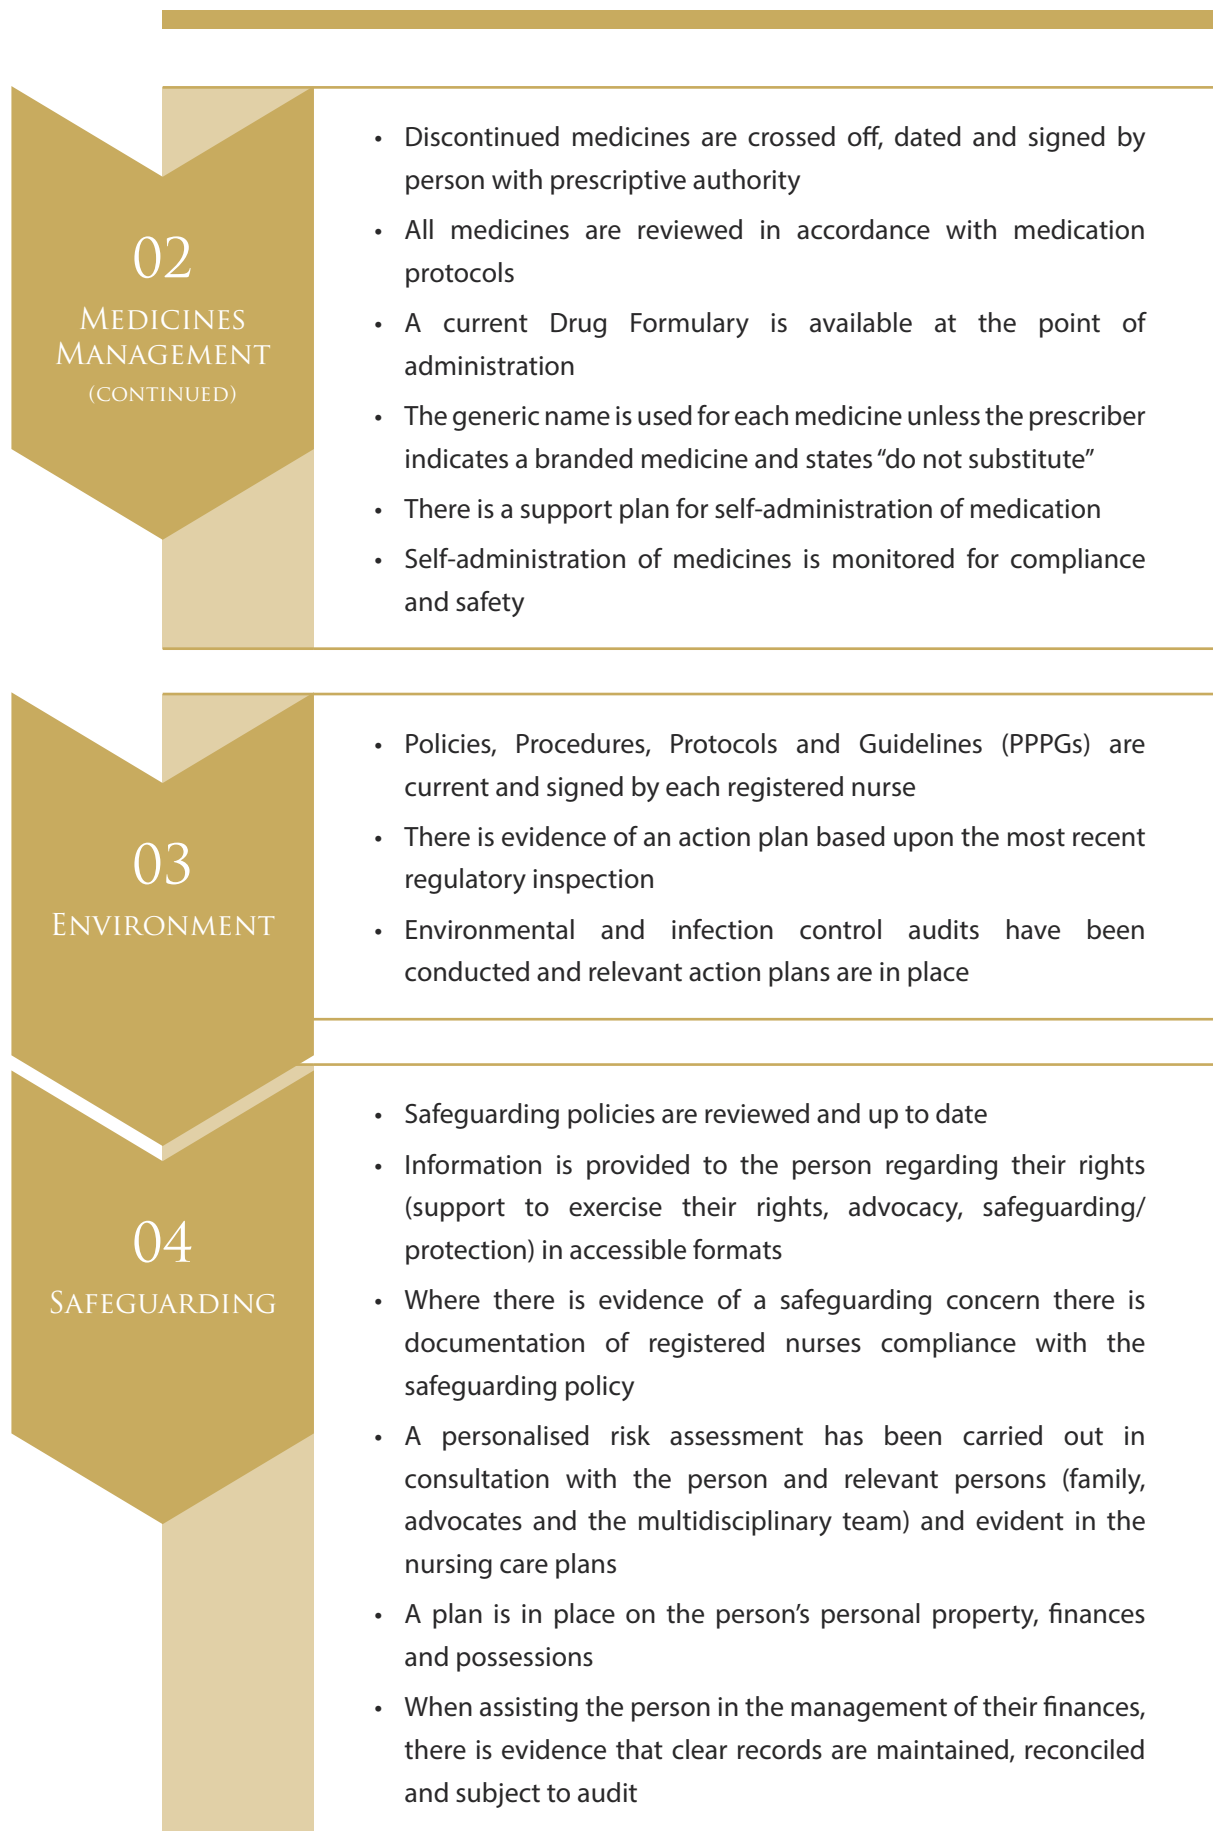 02
Medicines
Management
(continued)
• Discontinued medicines are crossed off, dated and signed by
person with prescriptive authority
• All medicines are reviewed in accordance with medication
protocols
• A current Drug Formulary is available at the point of
administration
• The generic name is used for each medicine unless the prescriber
indicates a branded medicine and states “do not substitute”
• There is a support plan for self-administration of medication
• Self-administration of medicines is monitored for compliance
and safety
03
Environment
• Policies, Procedures, Protocols and Guidelines (PPPGs) are
current and signed by each registered nurse
• There is evidence of an action plan based upon the most recent
regulatory inspection
• Environmental and infection control audits have been
conducted and relevant action plans are in place
04
Safeguarding
• Safeguarding policies are reviewed and up to date
• Information is provided to the person regarding their rights
(support to exercise their rights, advocacy, safeguarding/
protection) in accessible formats
• Where there is evidence of a safeguarding concern there is
documentation of registered nurses compliance with the
safeguarding policy
• A personalised risk assessment has been carried out in
consultation with the person and relevant persons (family,
advocates and the multidisciplinary team) and evident in the
nursing care plans
• A plan is in place on the person’s personal property, finances
and possessions
• When assisting the person in the management of their finances,
there is evidence that clear records are maintained, reconciled
and subject to audit